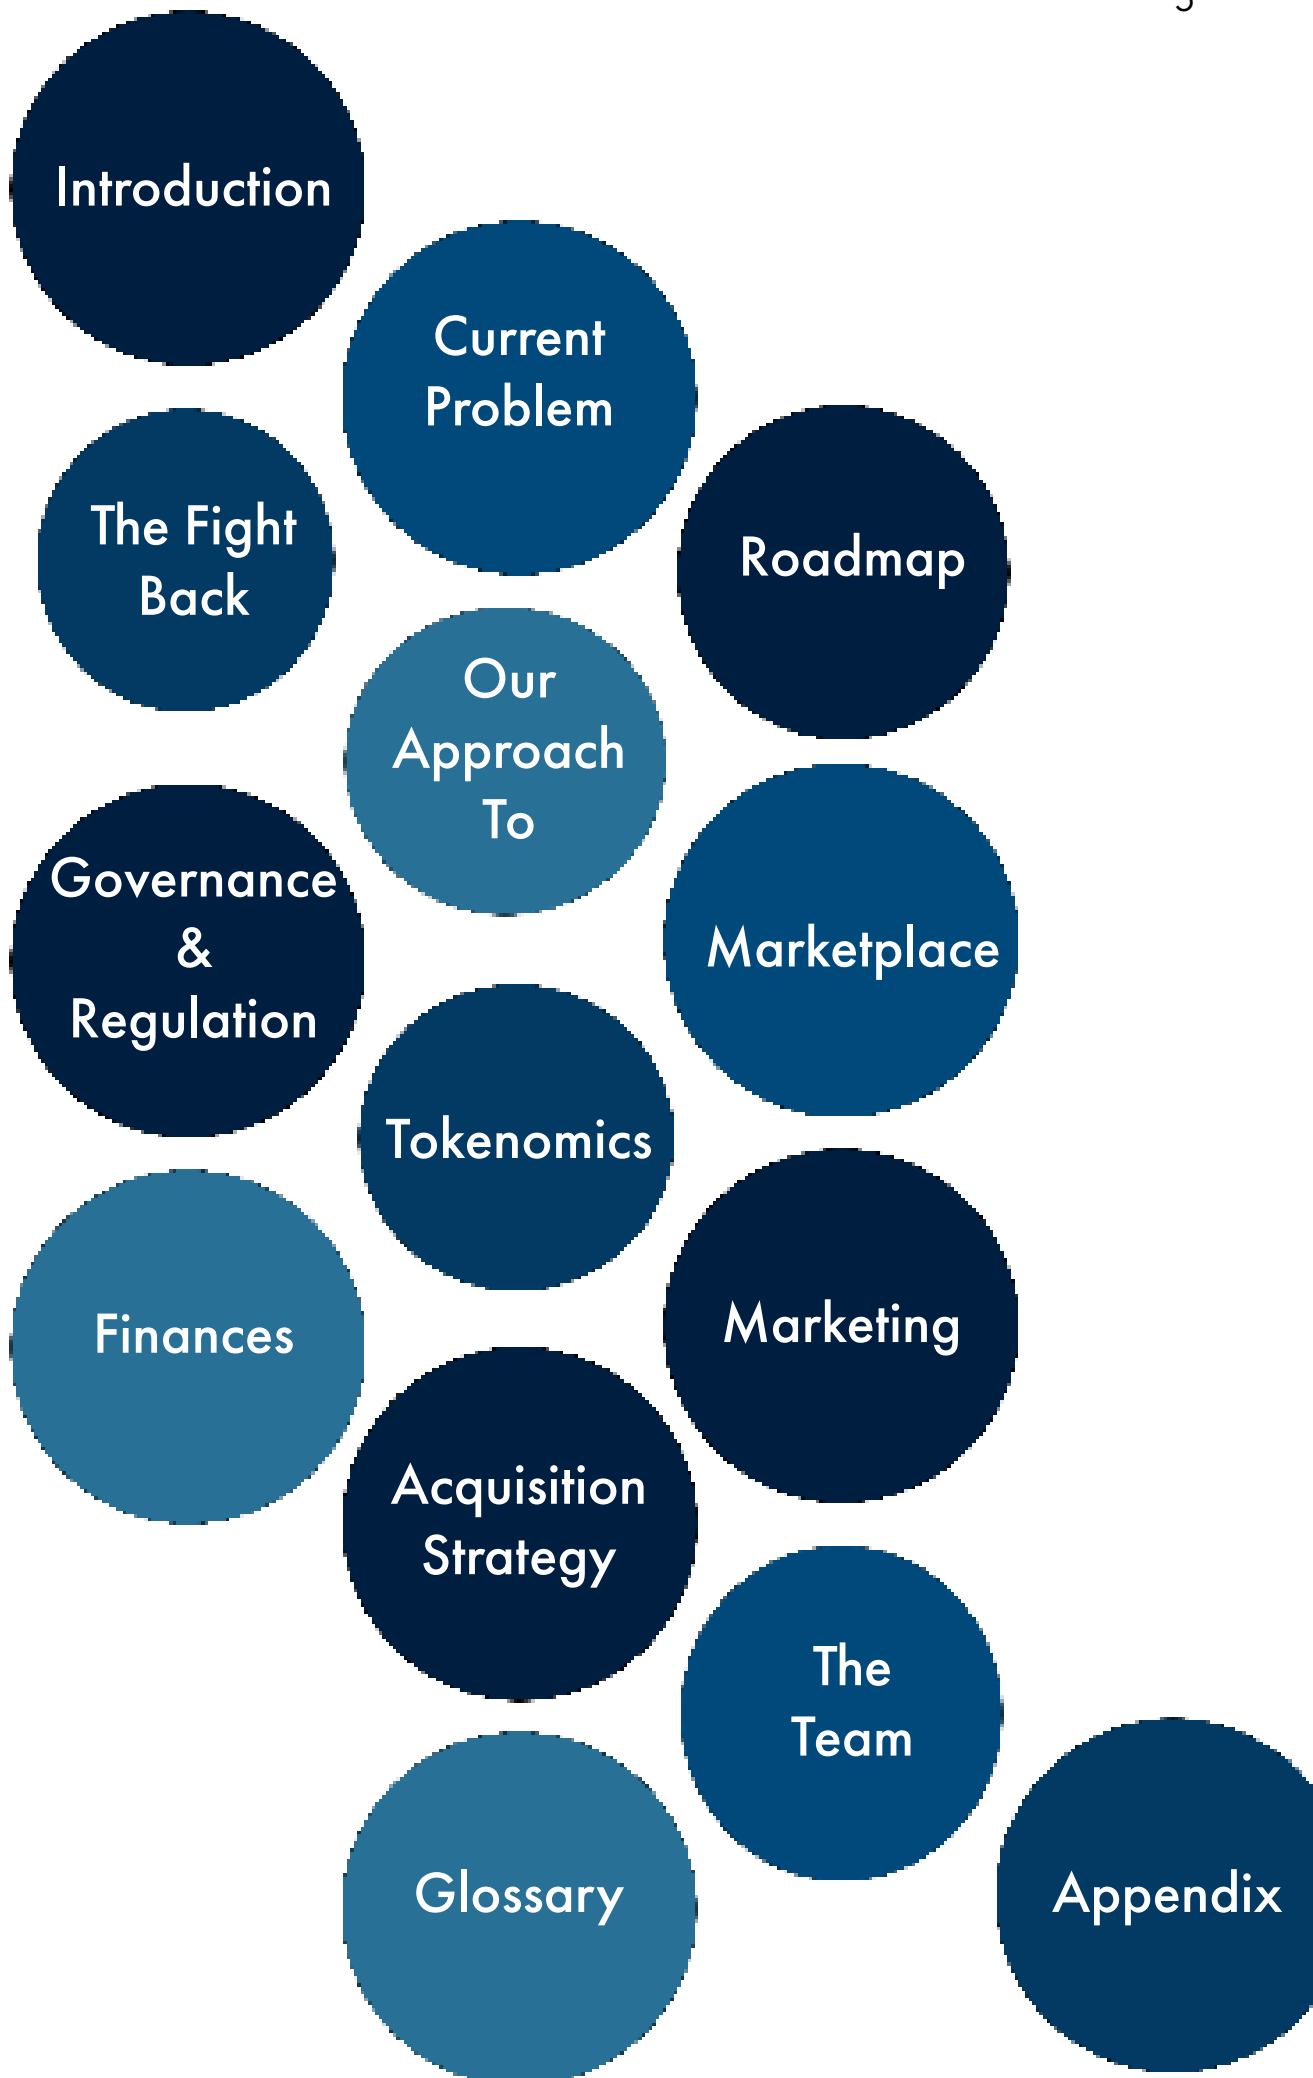 Introduction
Current
Problem
The Fight
Back
Roadmap
Our
Approach
To
Governance
&
Regulation
Marketplace
Tokenomics
Finances
Marketing
Acquisition
Strategy
The
Team
Glossary
Appendix